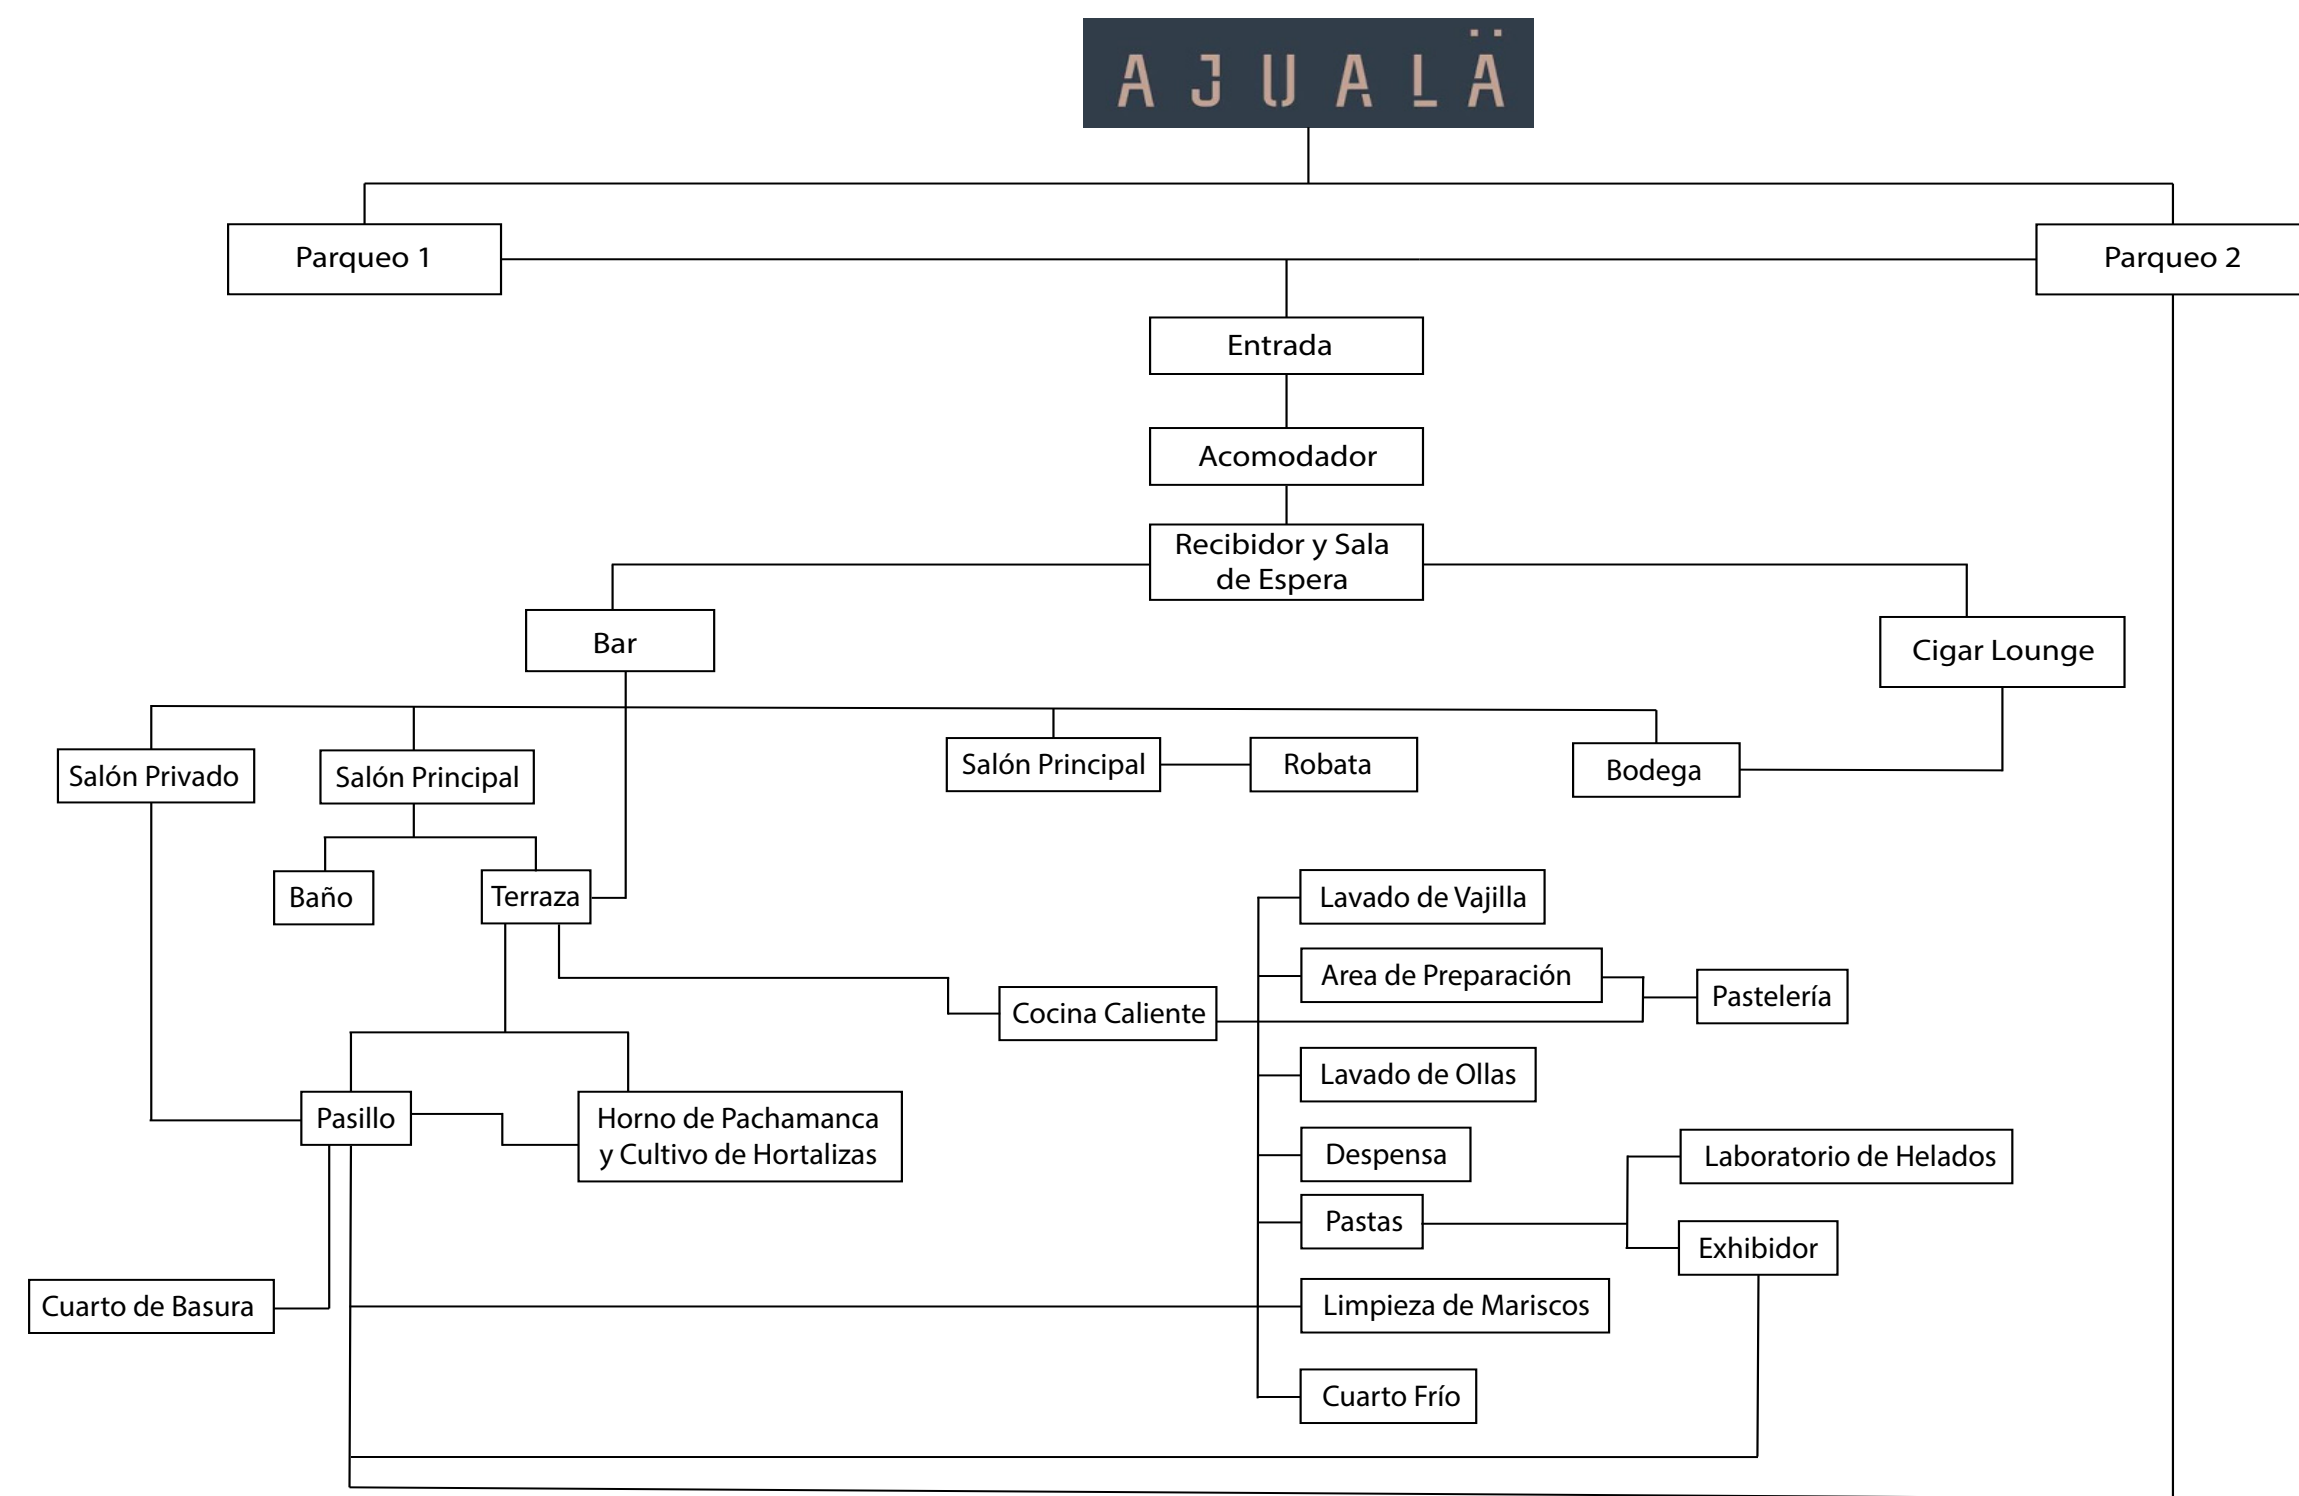 AJUALÄ
Parqueo 1
Parqueo 2
Entrada
Acomodador
Recibidor y Sala
de Espera
Bar
Cigar Lounge
Salón Privado
Salón Principal
Salón Principal
Robata
Bodega
Baño
Terraza
Lavado de Vajilla
Area de Preparación
Pastelería
Cocina Caliente
Lavado de Ollas
Pasillo
Horno de Pachamanca
y Cultivo de Hortalizas
Despensa
Laboratorio de Helados
Pastas
Exhibidor
Cuarto de Basura
Limpieza de Mariscos
Cuarto Frío